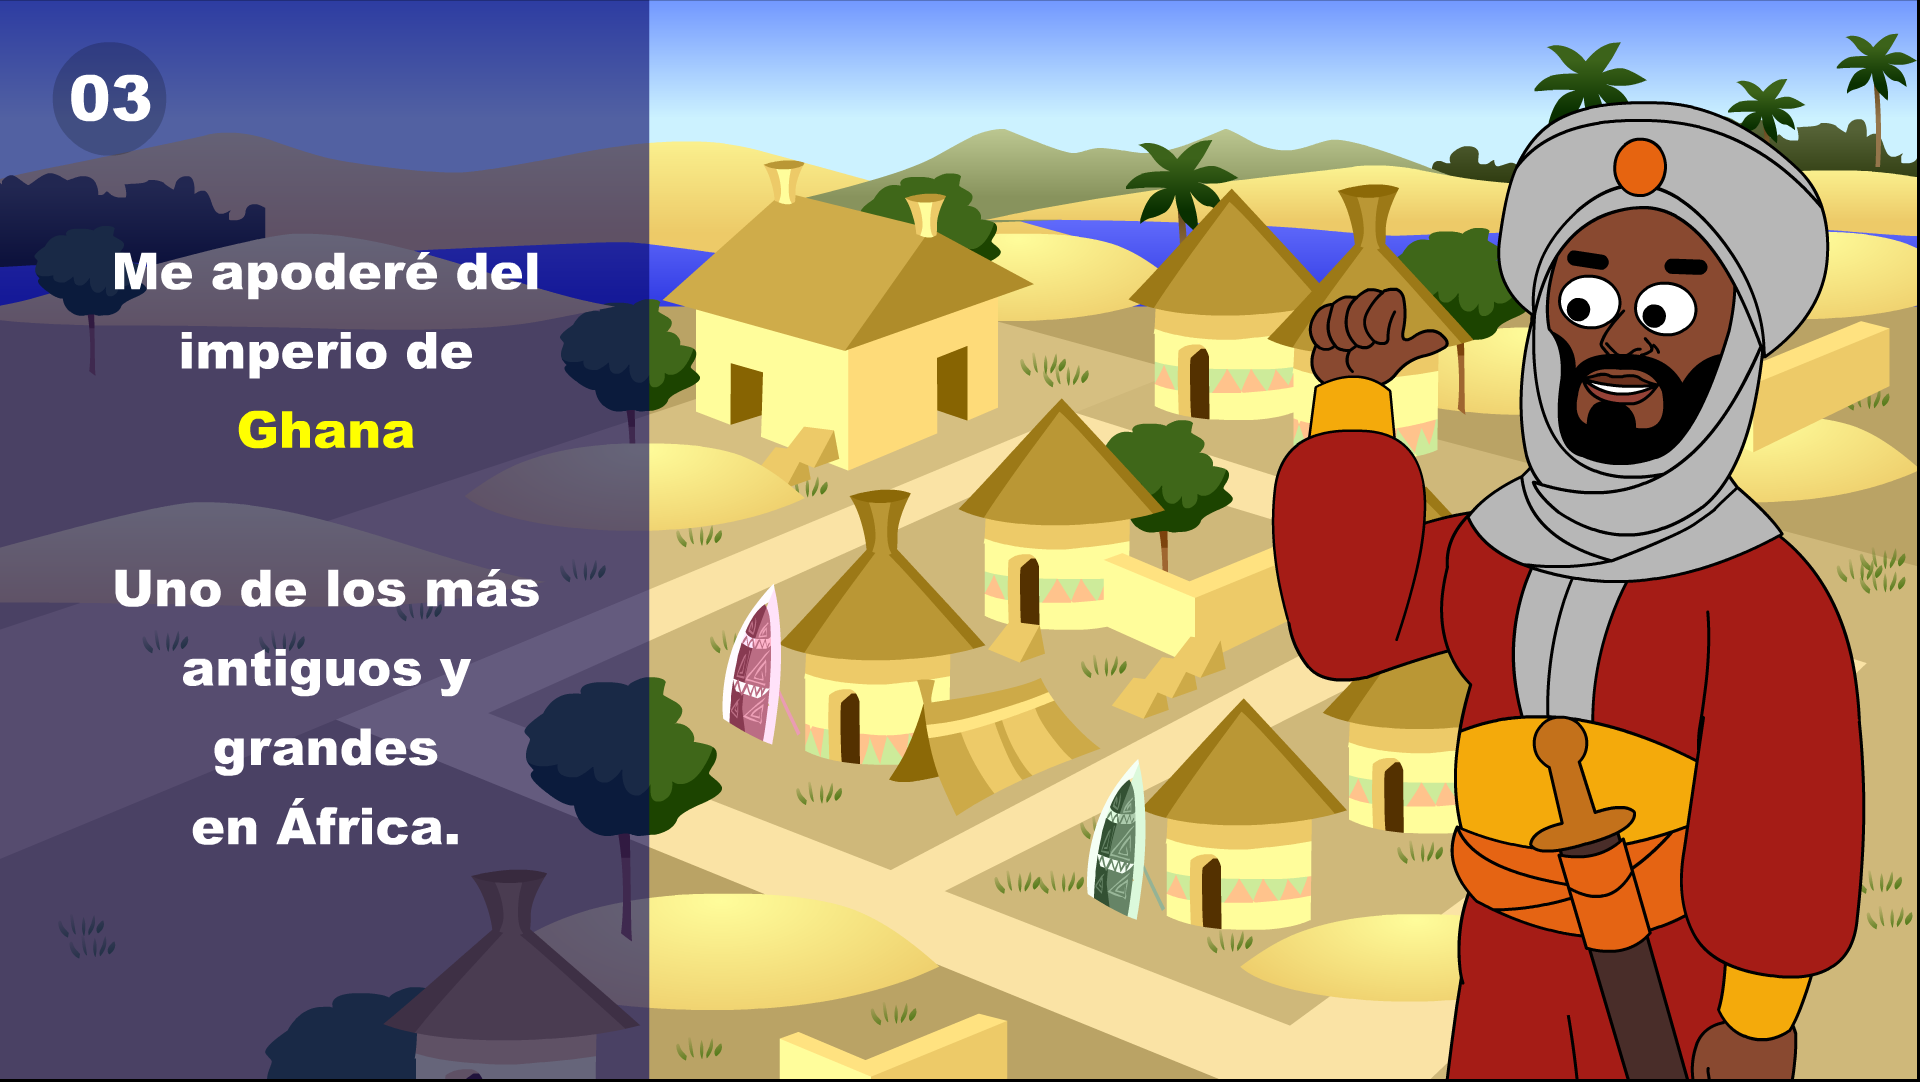 03
Me apoderé del
imperio de
Ghana
Uno de los más
antiguos y
grandes
en África.